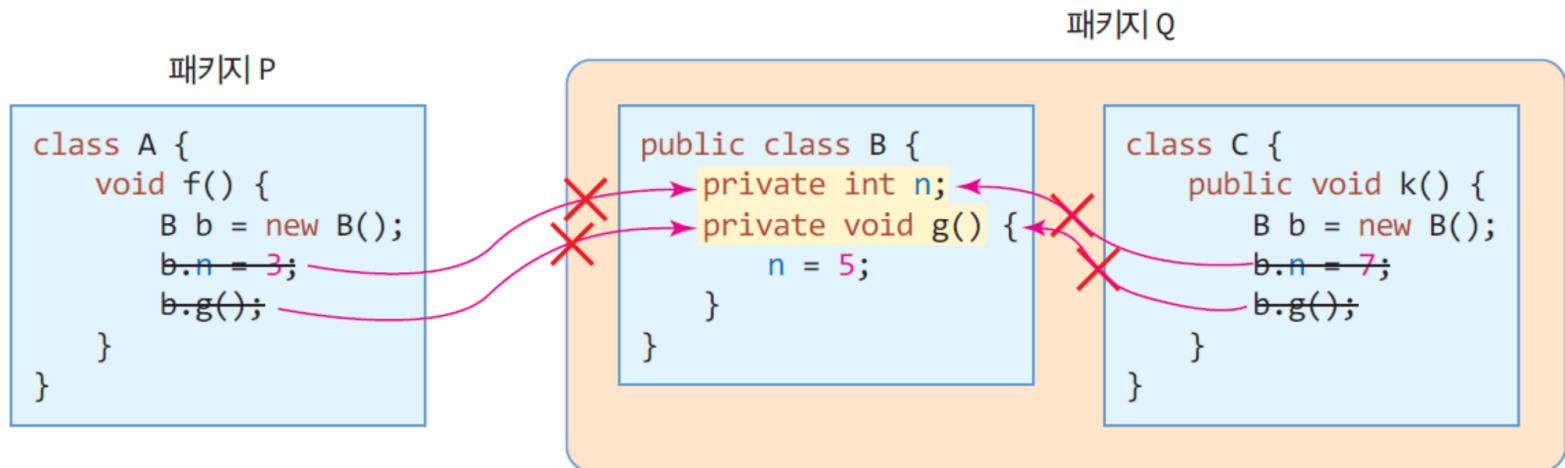 패키지 P
class A {
void f() {
B b = new B();
b.n = 3;
b.g();
}
}
패키지 Q
public class B {
private int n;
private void g() {
n = 5;
}
}
class C {
public void k() {
B b = new B();
b.n = 7;
b.g();
}
}